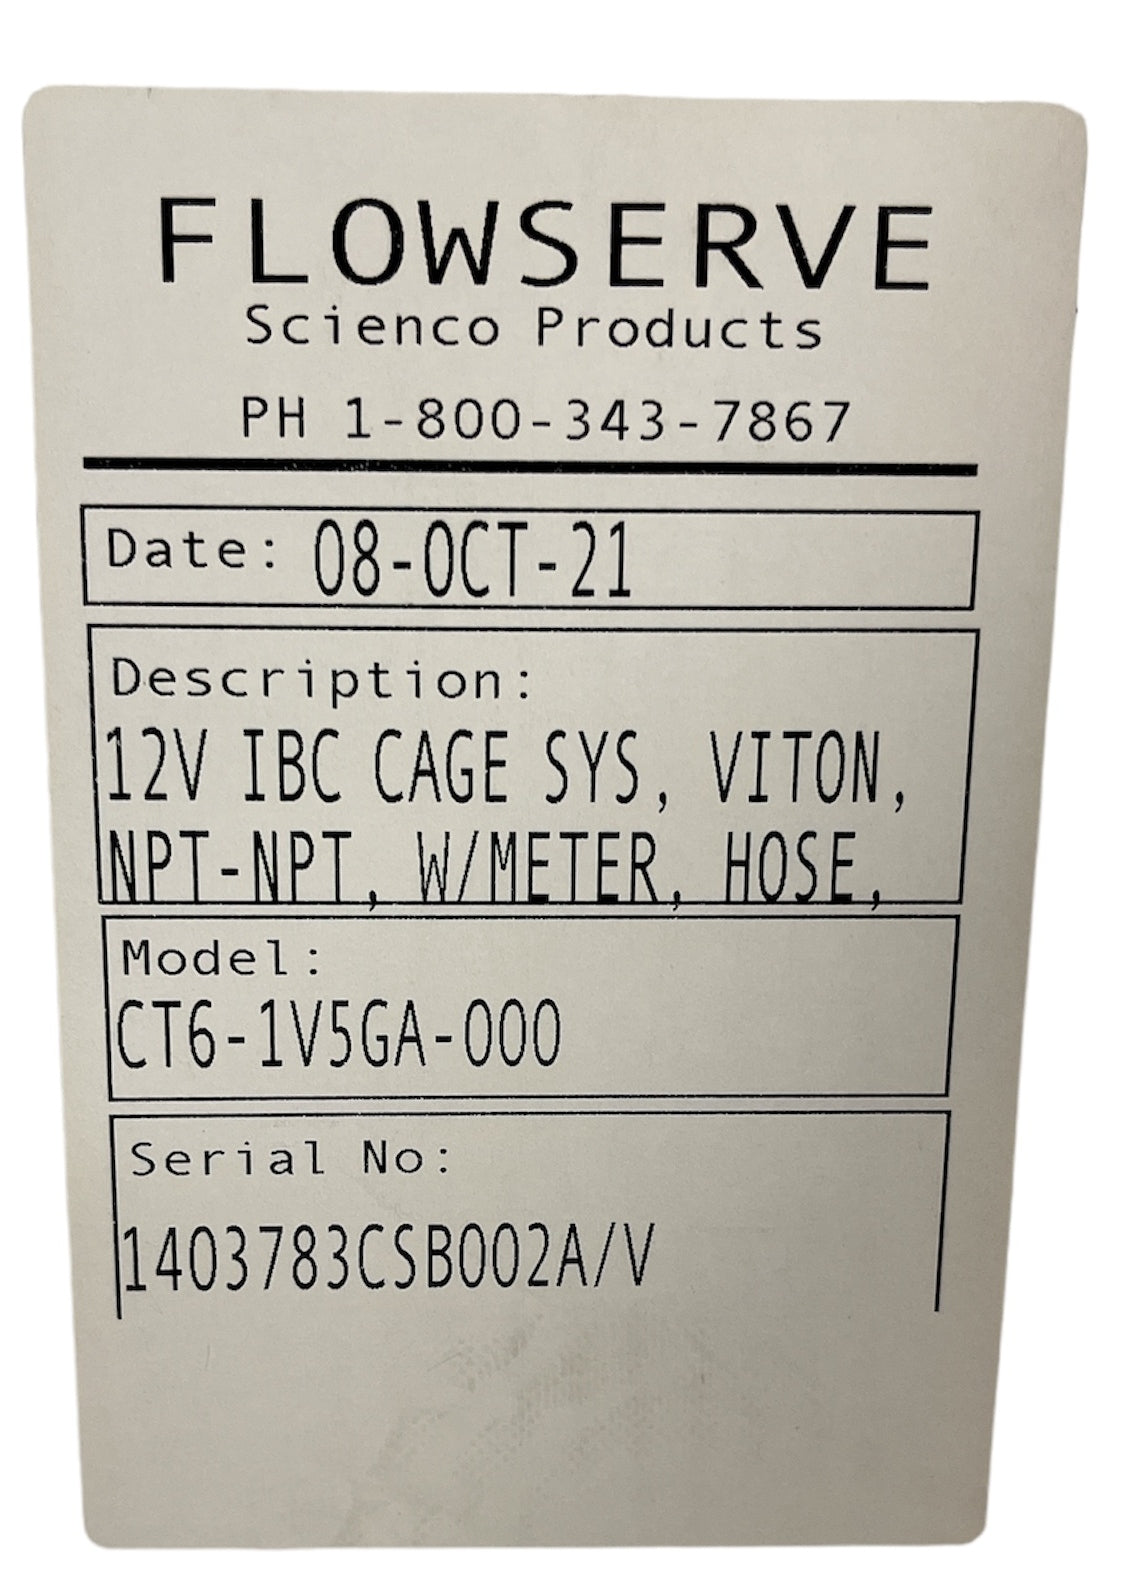 FLOWSERVE
Scienco Products
PH 1-800-343-7867
Date: 08-OCT-21
Description:
12V IBC CAGE SYS, VITON,
NPT-NPT, W/METER, HOSE,
Model:
CT6-1V5GA-000
Serial No:
1403783CSB002A/V